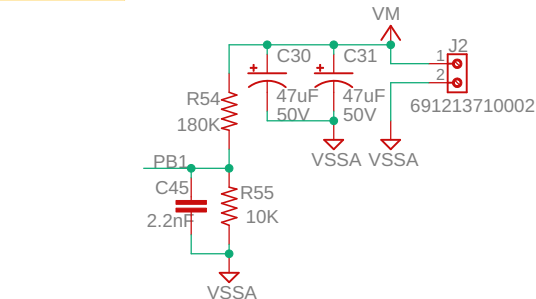 VM
C30
C31
J2
1
2
47uF
50V
47uF
50V
691213710002
R54
180K
VSSA
VSSA
PB1
C45
R55
2.2nF
10K
VSSA